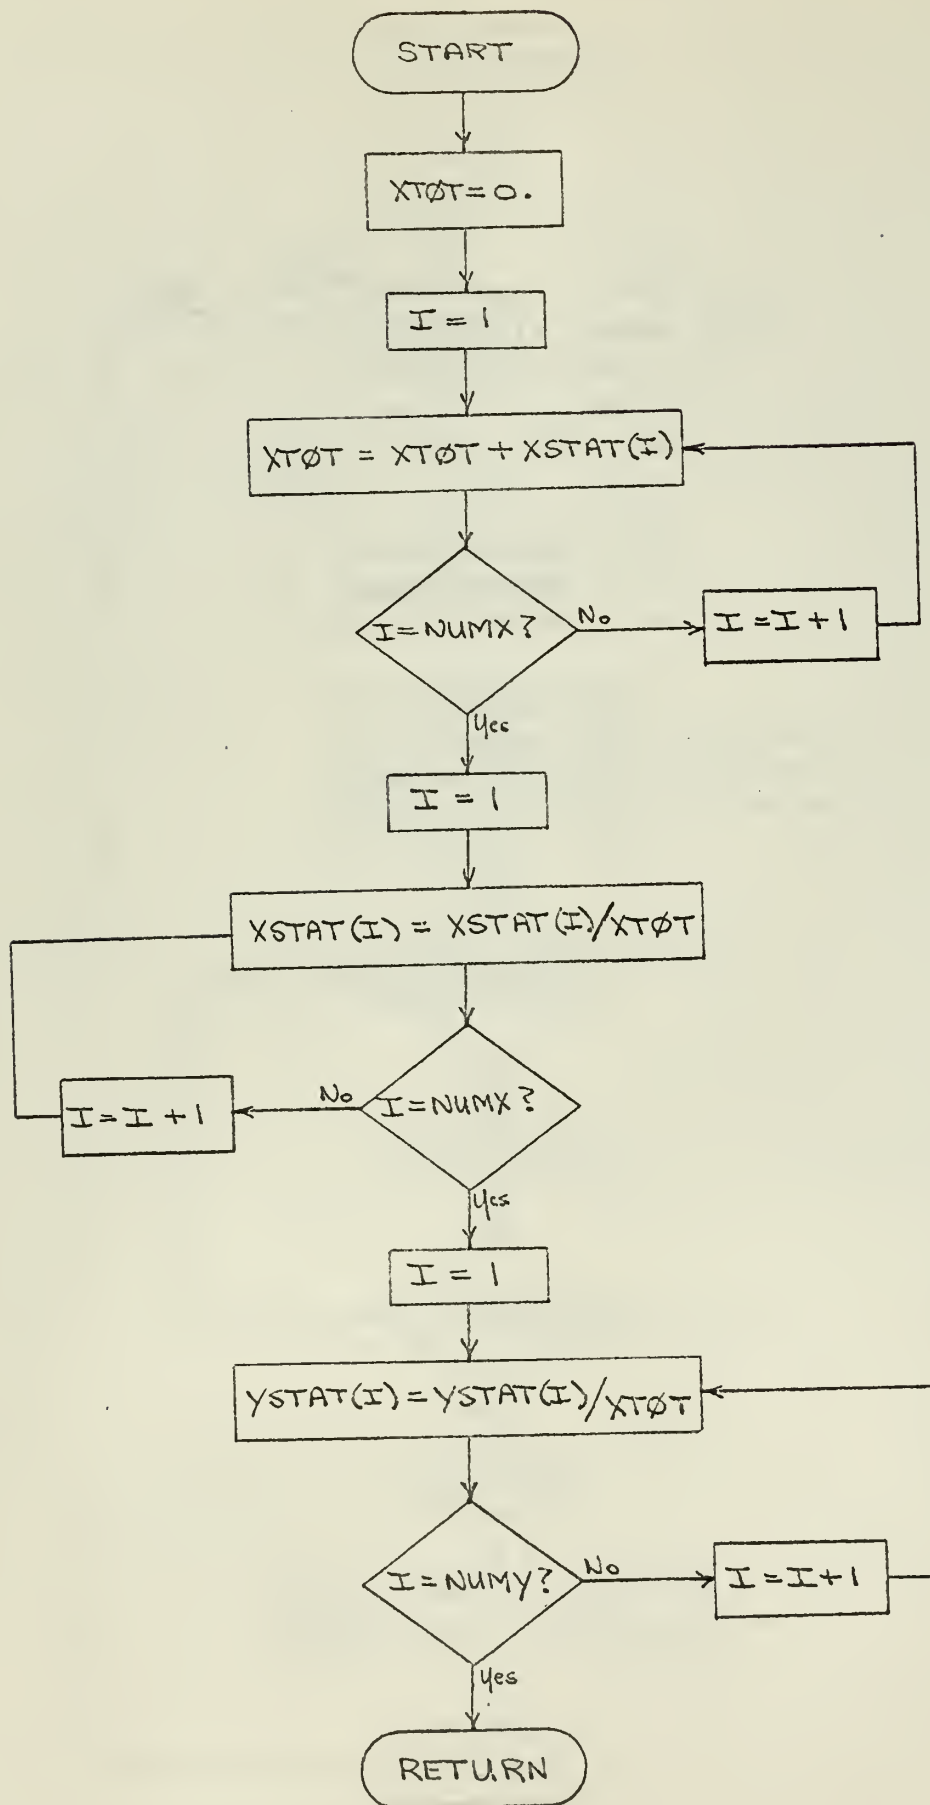 START
XTØT=0.
I = 1
XTØT = XTØT + XSTAT(I)
I=NUMX?
No
I=I+1
Yes
I = 1
XSTAT(I) = XSTAT(I)/XTØT
I=NUMX?
No
I=I+1
Yes
I = 1
YSTAT(I)=YSTAT(I)/XTØT
I=NUMY?
No
I=I+1
Yes
RETURN